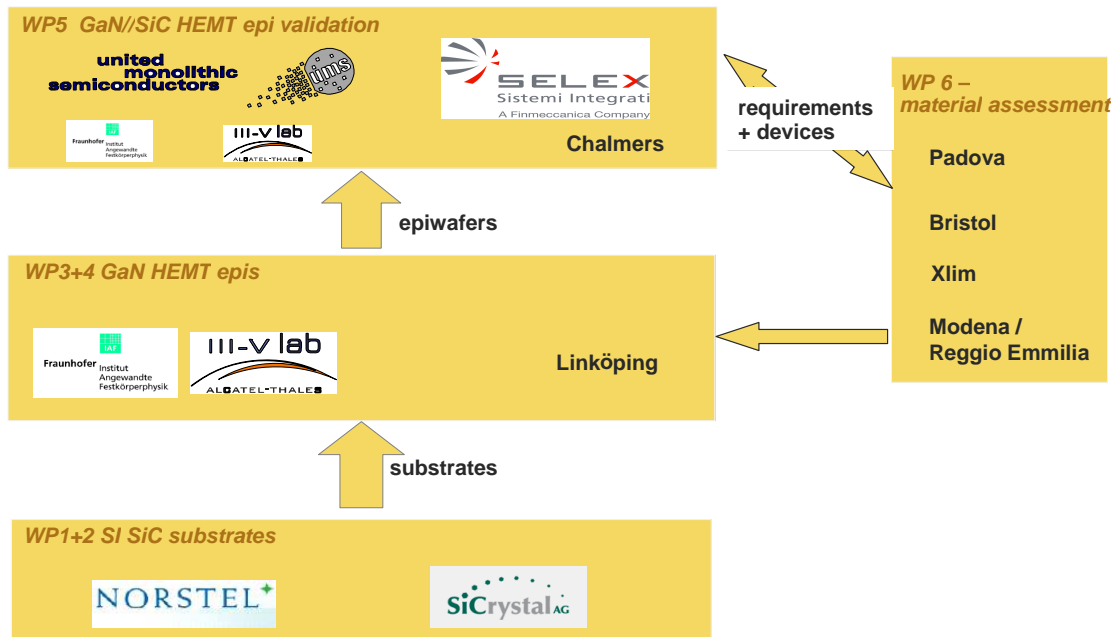 WP5 GaN//SiC HEMT epi validation
united
monolithic
semiconductors
ums
SELEX
Sistemi Integrati
A Finmeccanica Company
IAF
Fraunhofer Institut
Angewandte
Festkörperphysik
III-V lab
ALCATEL-THALES
Chalmers
requirements
+ devices
WP 6 –
material assessment
Padova
Bristol
Xlim
Modena /
Reggio Emmilia
epiwafers
WP3+4 GaN HEMT epis
IAF
Fraunhofer Institut
Angewandte
Festkörperphysik
III-V lab
ALCATEL-THALES
Linköping
substrates
WP1+2 SI SiC substrates
NORSTEL
SiCrystal AG